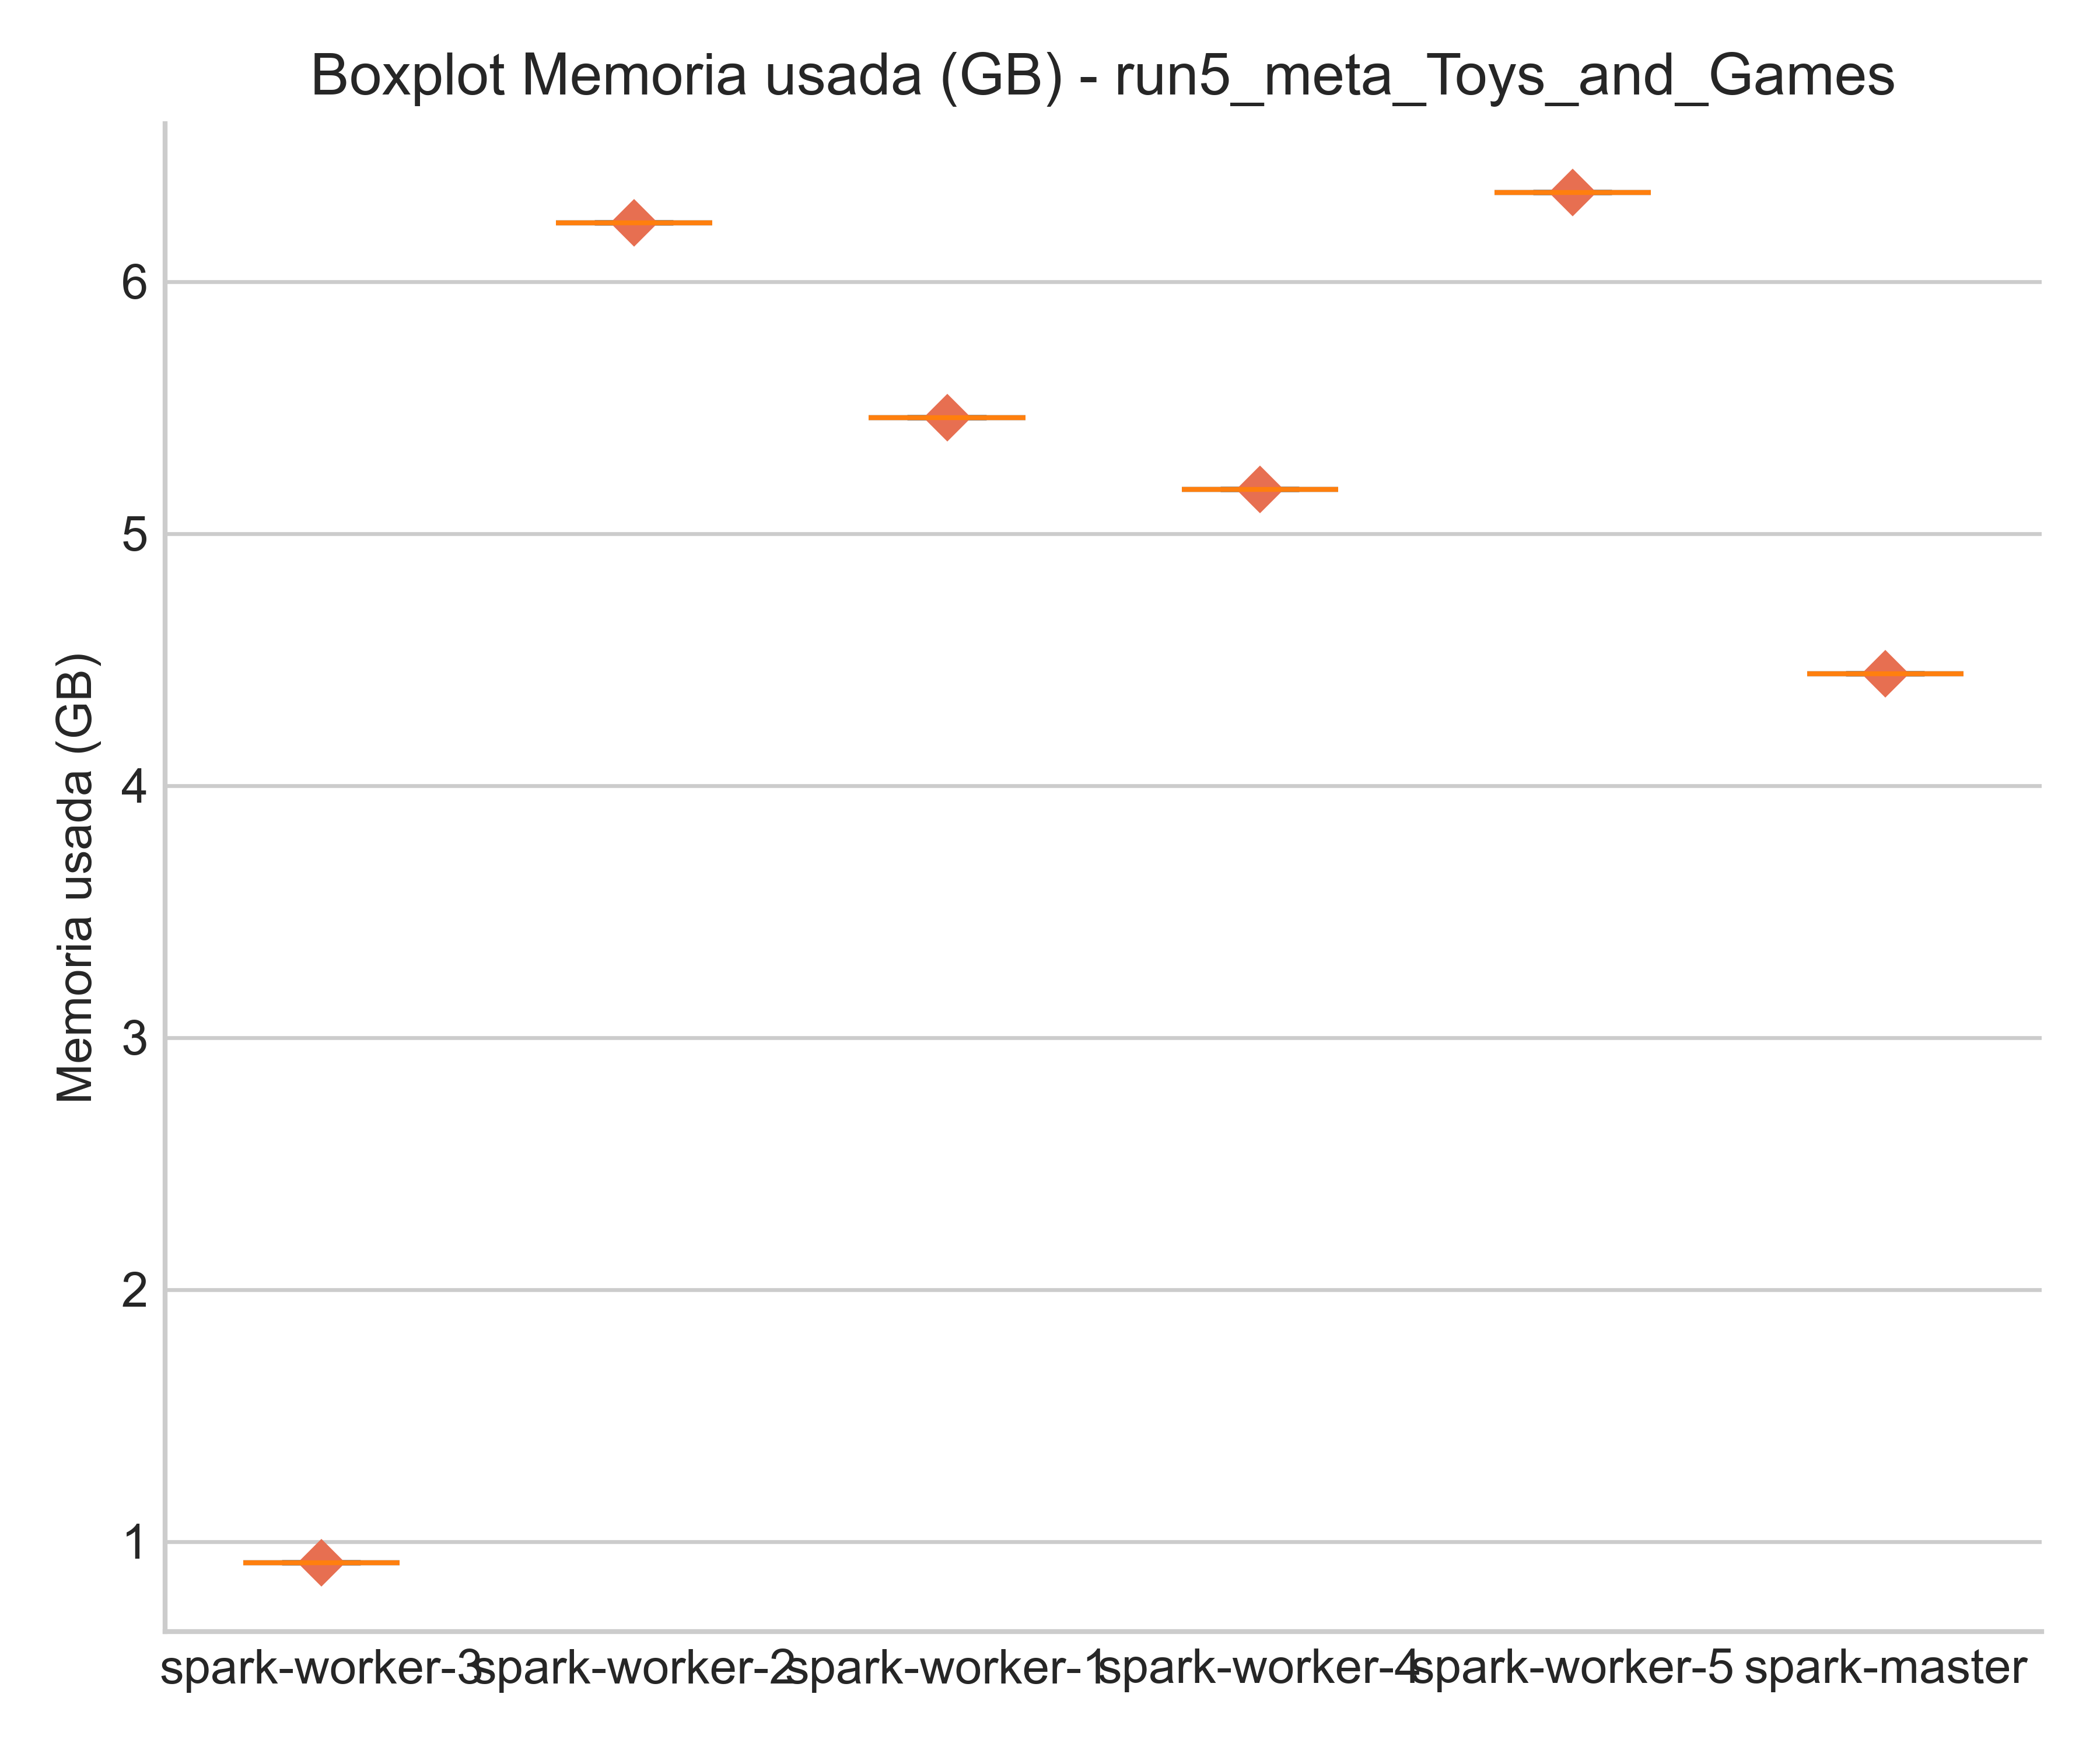 Boxplot Memoria usada (GB) - run5_meta_Toys_and_Games
Memoria usada (GB)
6
5
4
3
2
1
spark-worker-3 spark-worker-2 spark-worker-1 spark-worker-4 spark-worker-5 spark-master